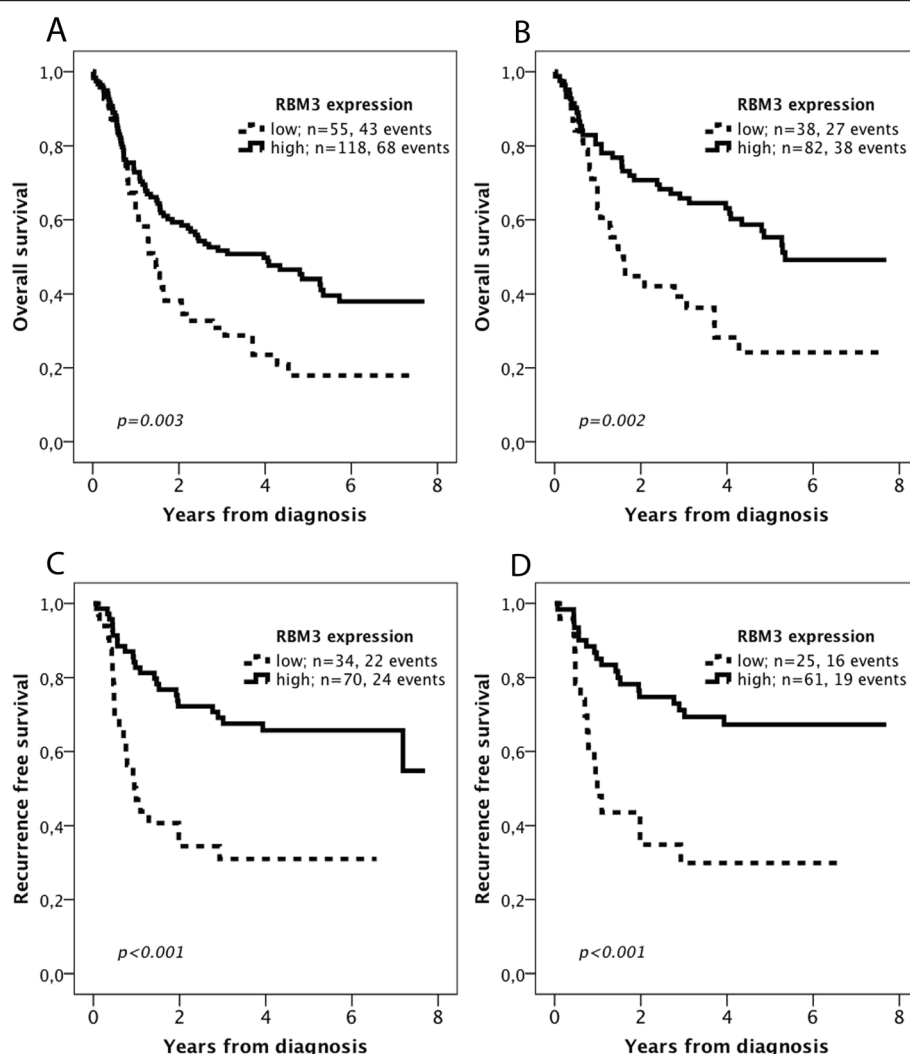 A
RBM3 expression
low; n=55, 43 events
high; n=118, 68 events
1,0
0,8
0,6
0,4
0,2
0,0
Overall survival
p=0.003
0 2 4 6 8
Years from diagnosis
B
RBM3 expression
low; n=38, 27 events
high; n=82, 38 events
1,0
0,8
0,6
0,4
0,2
0,0
Overall survival
p=0.002
0 2 4 6 8
Years from diagnosis
C
RBM3 expression
low; n=34, 22 events
high; n=70, 24 events
1,0
0,8
0,6
0,4
0,2
0,0
Recurrence free survival
p<0.001
0 2 4 6 8
Years from diagnosis
D
RBM3 expression
low; n=25, 16 events
high; n=61, 19 events
1,0
0,8
0,6
0,4
0,2
0,0
Recurrence free survival
p<0.001
0 2 4 6 8
Years from diagnosis